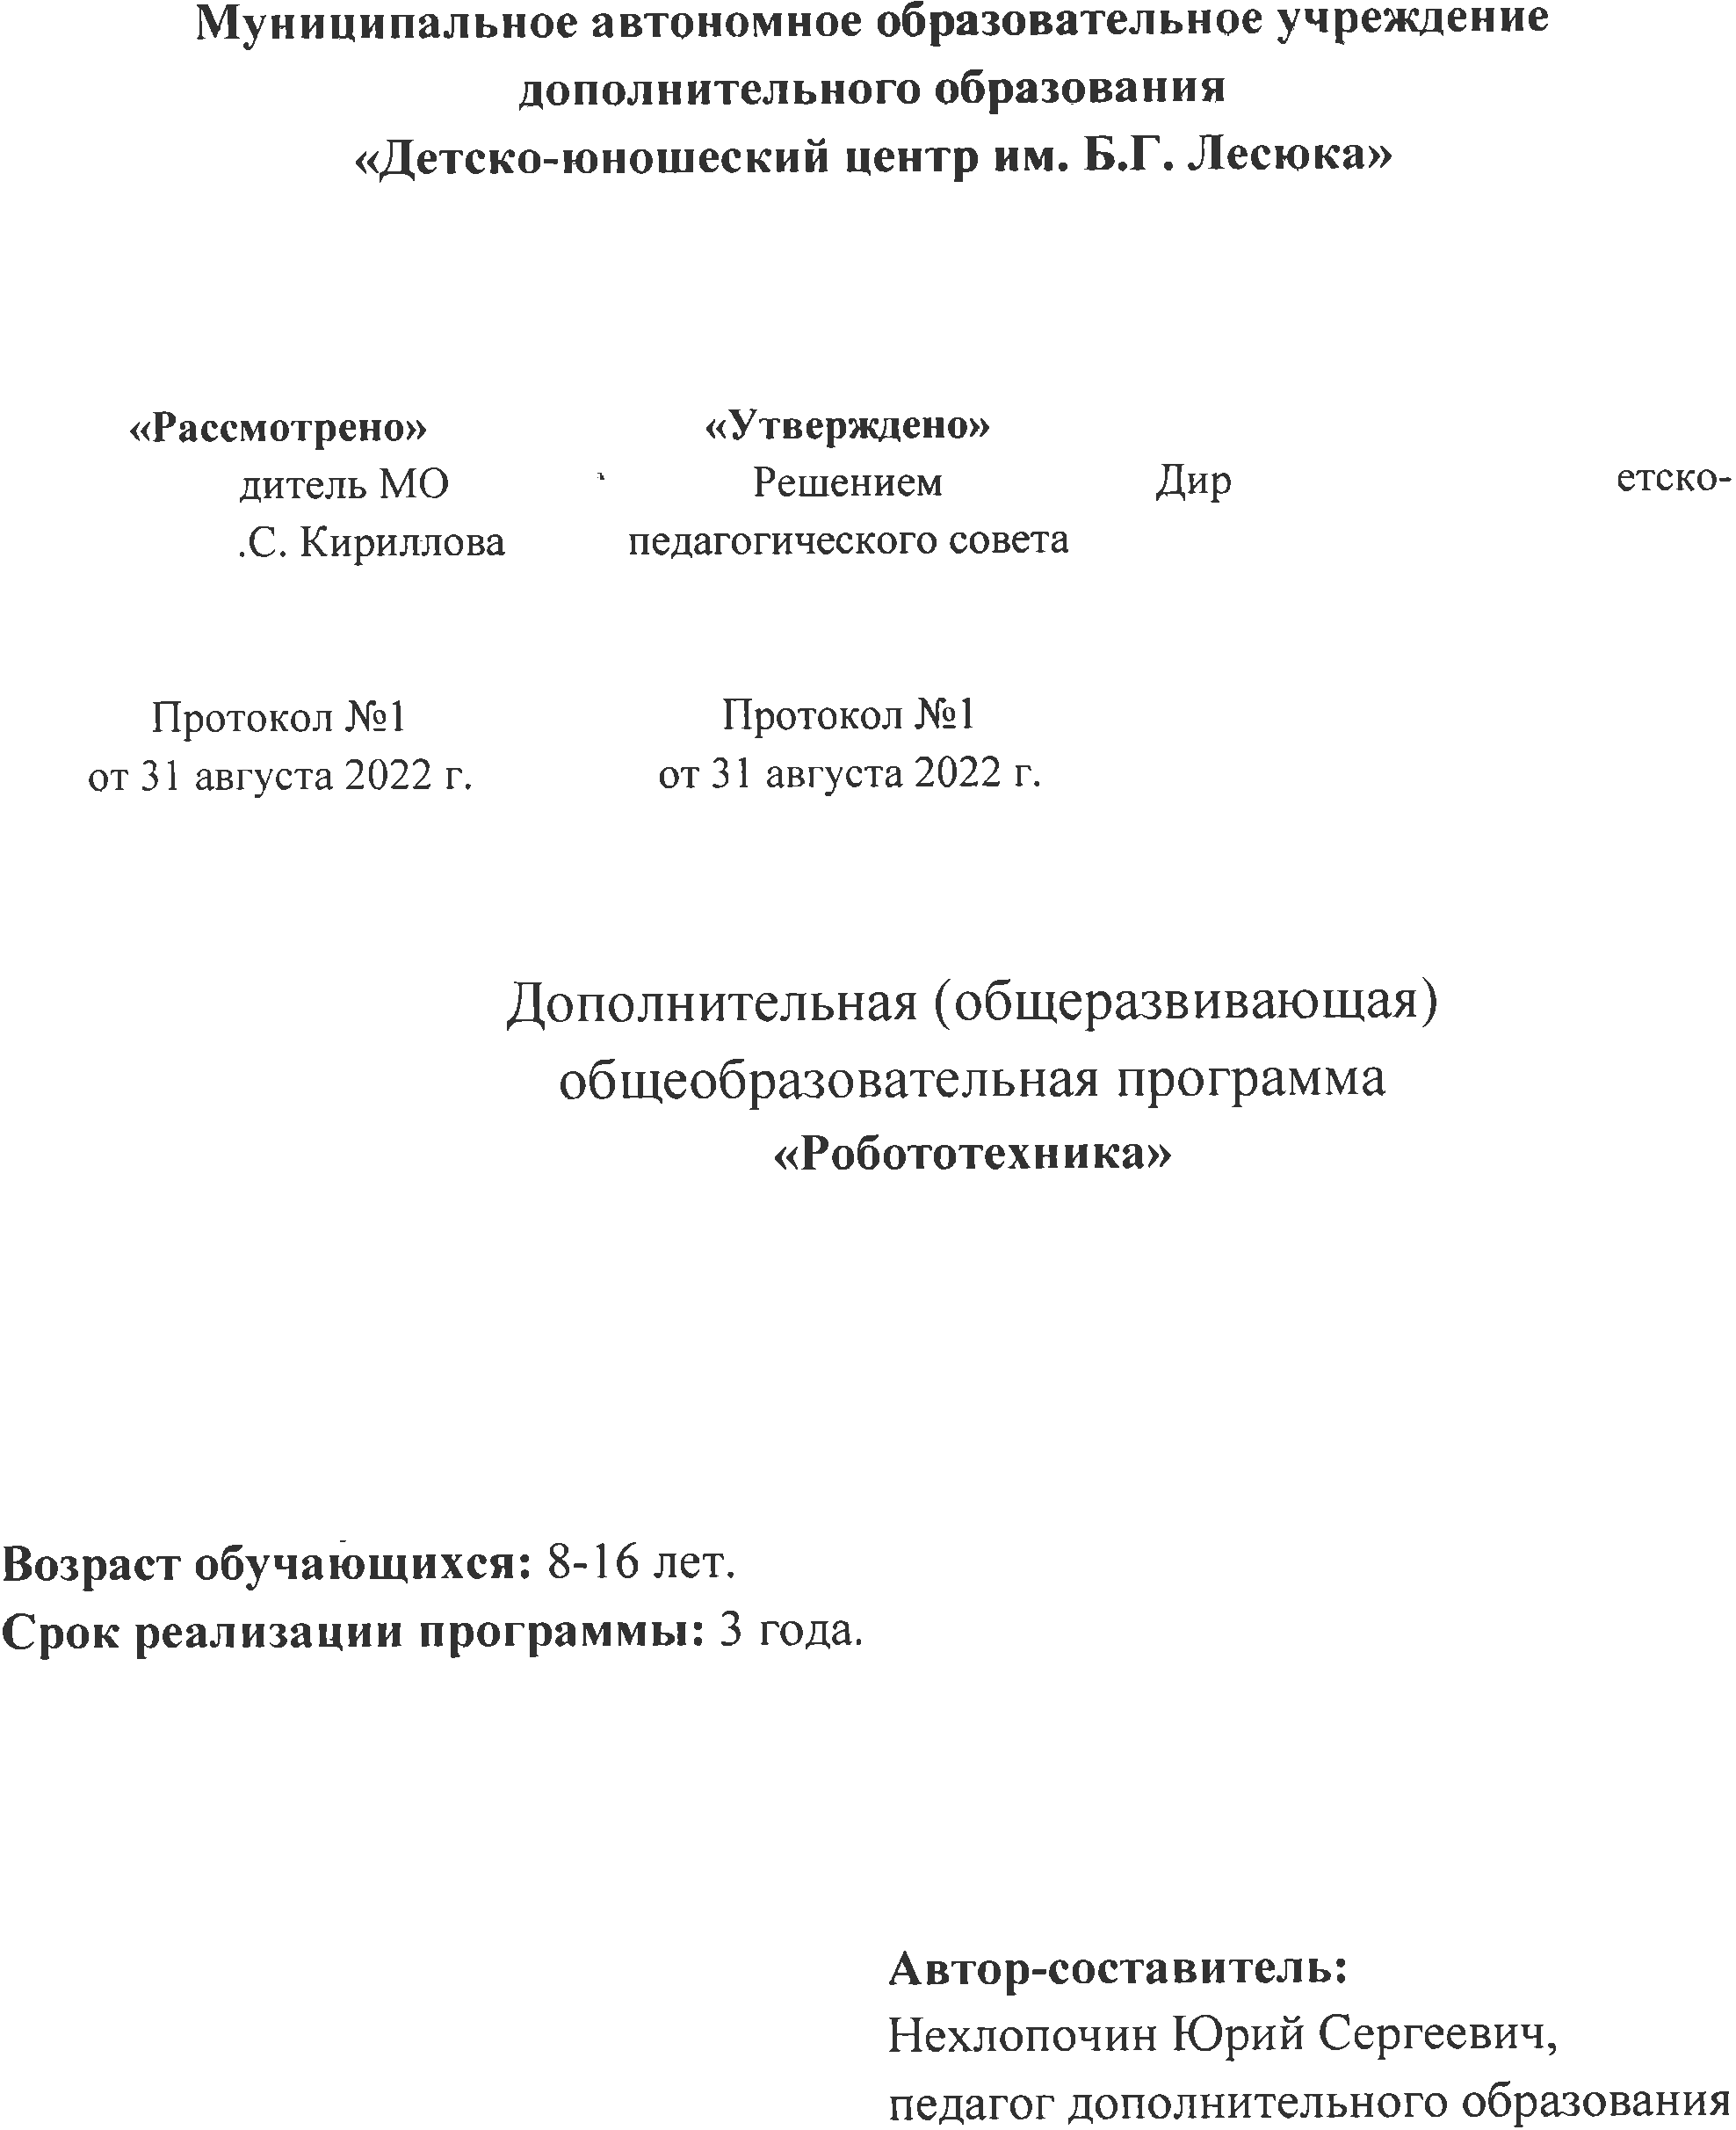 Муниципальное автономное образовательное учреждение
дополнительного образования
«Детско-юношеский центр им. Б.Г. Лесюка»
«Рассмотрено» «Утверждено»
дитель МО Решением Дир етско-
.С. Кириллова педагогического совета
Протокол №1 Протокол №1
от 31 августа 2022 г. от 31 августа 2022 г.
Дополнительная (общеразвивающая)
общеобразовательная программа
«Робототехника»
Возраст обучающихся: 8-16 лет.
Срок реализации программы: 3 года.
Автор-составитель:
Нехлопочин Юрий Сергеевич,
педагог дополнительного образования